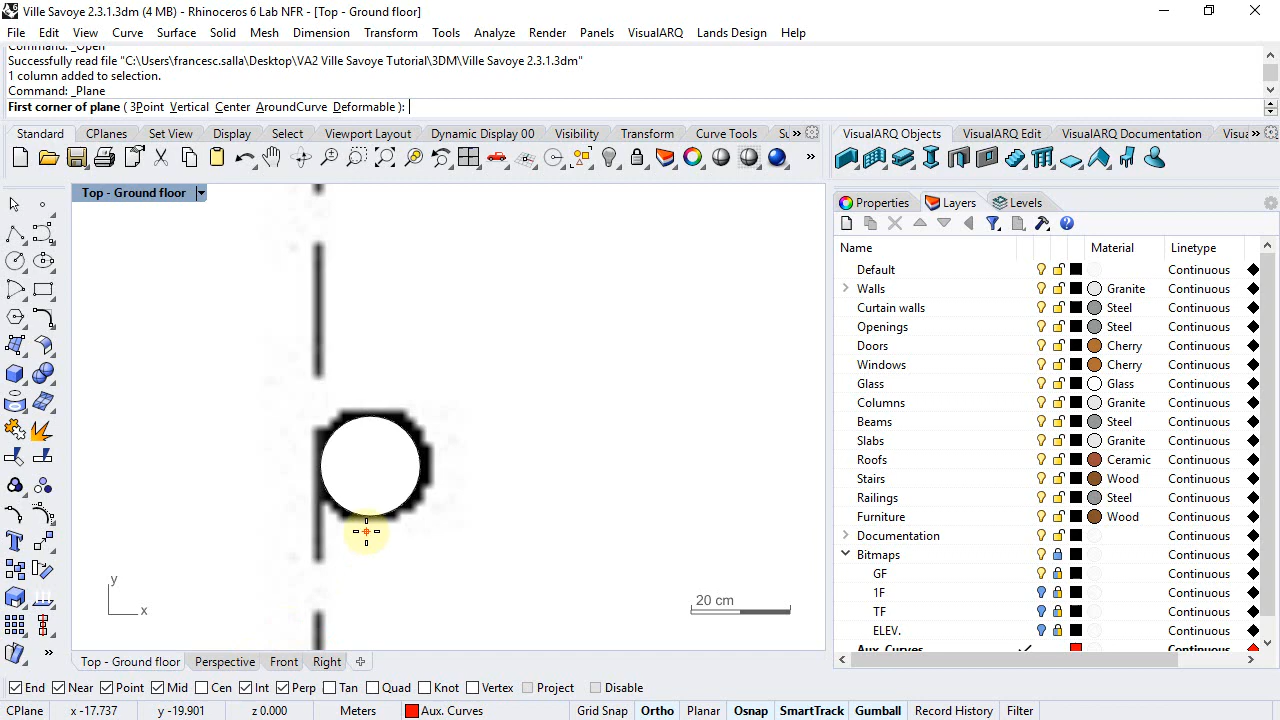 Ville Savoye 2.3.1.3dm (4 MB) - Rhinoceros 6 Lab NFR - [Top - Ground floor]
File Edit View Curve Surface Solid Mesh Dimension Transform Tools Analyze Render Panels VisualARQ Lands Design Help
Command: _Open
Successfully read file "C:\Users\francesc.salla\Desktop\VA2 Ville Savoye Tutorial\3DM\Ville Savoye 2.3.1.3dm"
1 column added to selection.
Command: _Plane
First corner of plane ( 3Point Vertical Center AroundCurve Deformable ):
Standard CPlanes Set View Display Select Viewport Layout Dynamic Display 00 Visibility Transform Curve Tools Su »
VisualARQ Objects VisualARQ Edit VisualARQ Documentation Visu »
Top - Ground floor
Properties Layers Levels
Name Material Linetype
Default Continuous
Walls Granite Continuous
Curtain walls Steel Continuous
Openings Steel Continuous
Doors Cherry Continuous
Windows Cherry Continuous
Glass Glass Continuous
Columns Granite Continuous
Beams Steel Continuous
Slabs Granite Continuous
Roofs Ceramic Continuous
Stairs Wood Continuous
Railings Steel Continuous
Furniture Wood Continuous
Documentation Continuous
Bitmaps Continuous
GF Continuous
1F Continuous
TF Continuous
ELEV. Continuous
Aux. Curves Continuous
y
x
20 cm
Top - Ground floor Perspective Front Right
End Near Point Mid Cen Int Perp Tan Quad Knot Vertex Project Disable
CPlane x -17.737 y -19.901 z 0.000 Meters Aux. Curves Grid Snap Ortho Planar Osnap SmartTrack Gumball Record History Filter